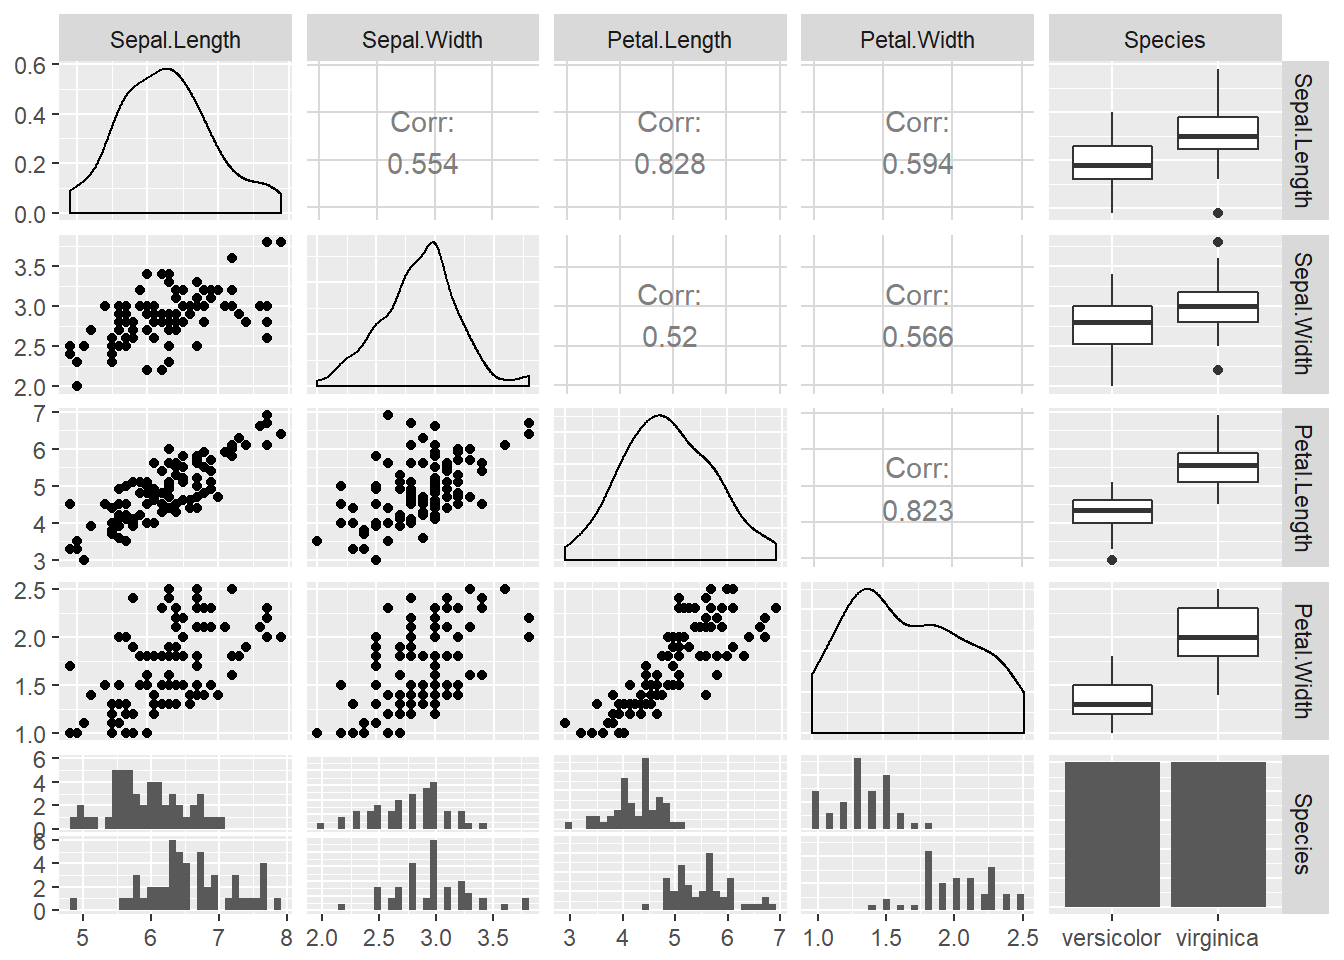 Sepal.Length Sepal.Width Petal.Length Petal.Width Species
0.6
0.4
0.2
0.0
Corr:
0.554
Corr:
0.828
Corr:
0.594
Sepal.Length
3.5
3.0
2.5
2.0
Corr:
0.52
Corr:
0.566
Sepal.Width
7
6
5
4
3
Corr:
0.823
Petal.Length
2.5
2.0
1.5
1.0
Petal.Width
6
4
2
0
6
4
2
0
Species
5 6 7 8 2.0 2.5 3.0 3.5 3 4 5 6 7 1.0 1.5 2.0 2.5 versicolor virginica